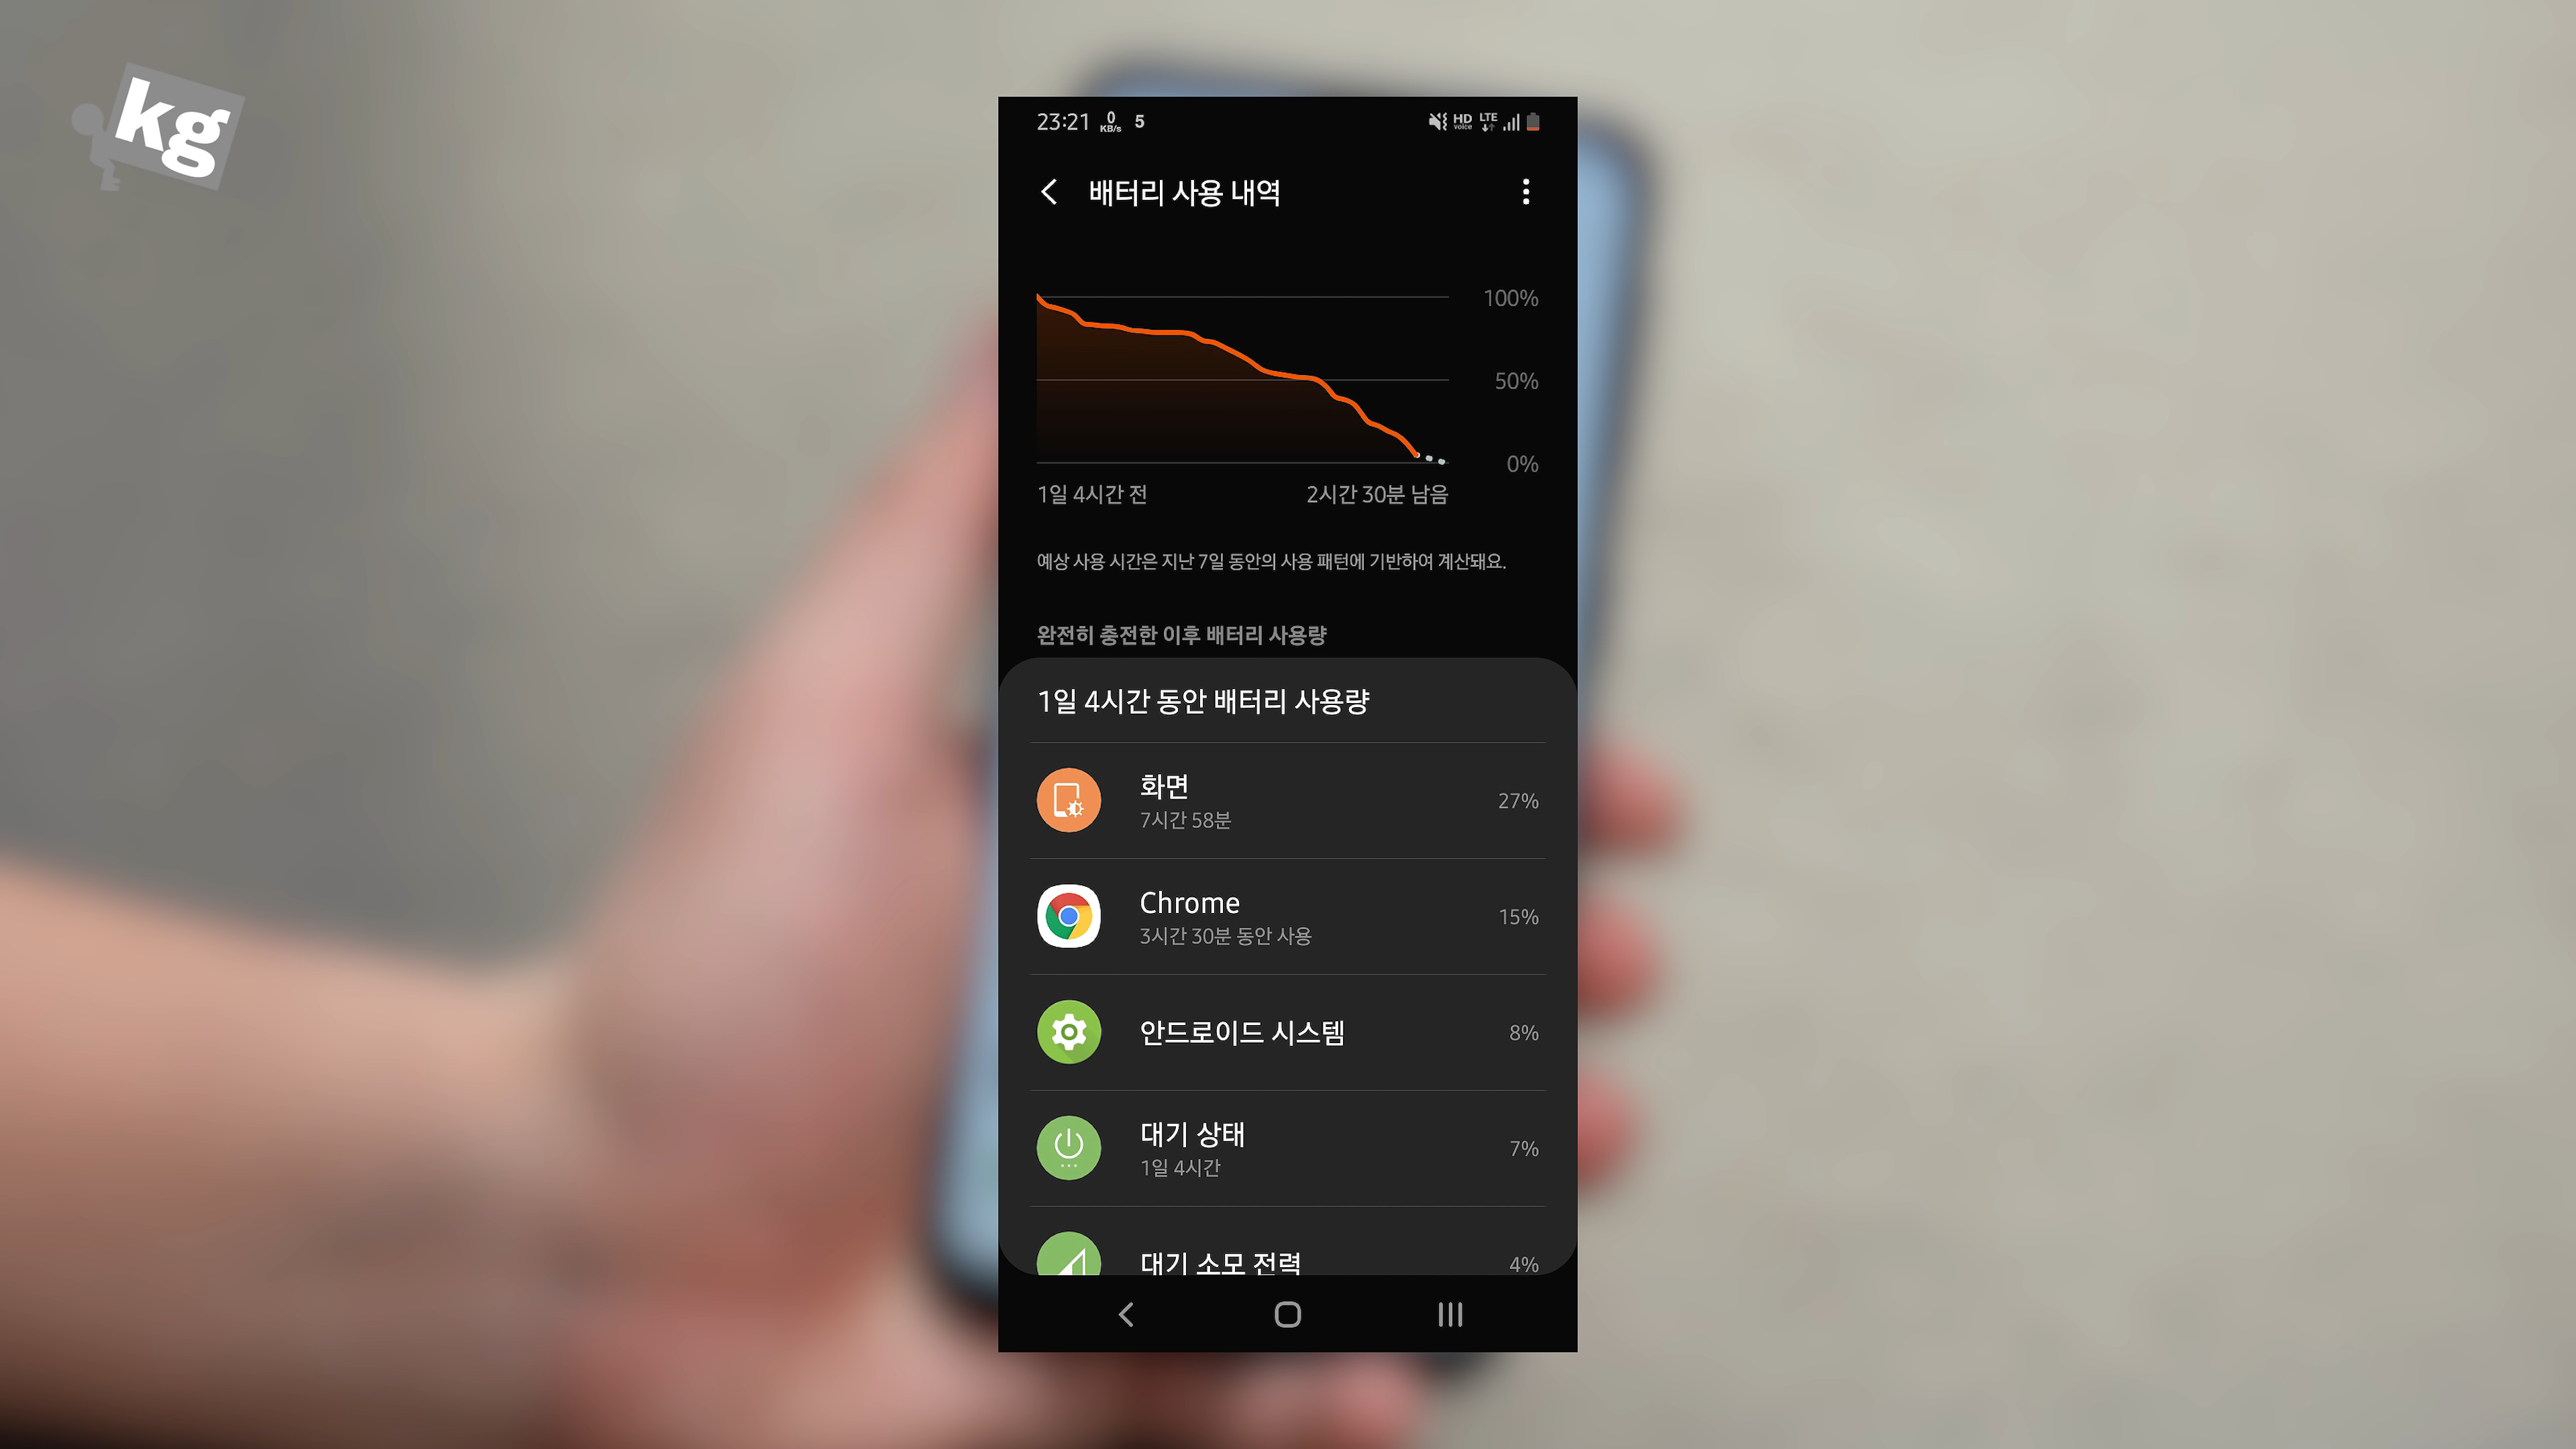 kg
23:21 0 KB/s 5 HD voice LTE
배터리 사용 내역
100%
50%
0%
1일 4시간 전 2시간 30분 남음
예상 사용 시간은 지난 7일 동안의 사용 패턴에 기반하여 계산돼요.
완전히 충전한 이후 배터리 사용량
1일 4시간 동안 배터리 사용량
화면 27%
7시간 58분
Chrome 15%
3시간 30분 동안 사용
안드로이드 시스템 8%
대기 상태 7%
1일 4시간
대기 소모 전력 4%